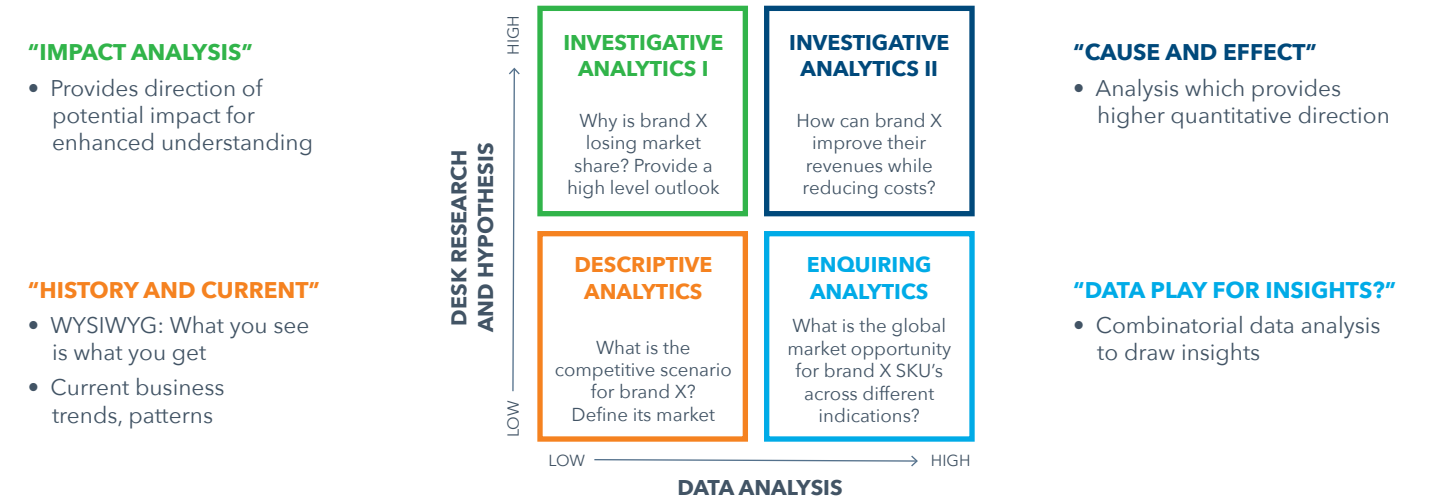 “IMPACT ANALYSIS”
• Provides direction of
potential impact for
enhanced understanding
“HISTORY AND CURRENT”
• WYSIWYG: What you see
is what you get
• Current business
trends, patterns
DESK RESEARCH
AND HYPOTHESIS
HIGH
LOW
INVESTIGATIVE
ANALYTICS I
Why is brand X
losing market
share? Provide a
high level outlook
INVESTIGATIVE
ANALYTICS II
How can brand X
improve their
revenues while
reducing costs?
DESCRIPTIVE
ANALYTICS
What is the
competitive scenario
for brand X?
Define its market
ENQUIRING
ANALYTICS
What is the global
market opportunity
for brand X SKU’s
across different
indications?
LOW
HIGH
DATA ANALYSIS
“CAUSE AND EFFECT”
• Analysis which provides
higher quantitative direction
“DATA PLAY FOR INSIGHTS?”
• Combinatorial data analysis
to draw insights